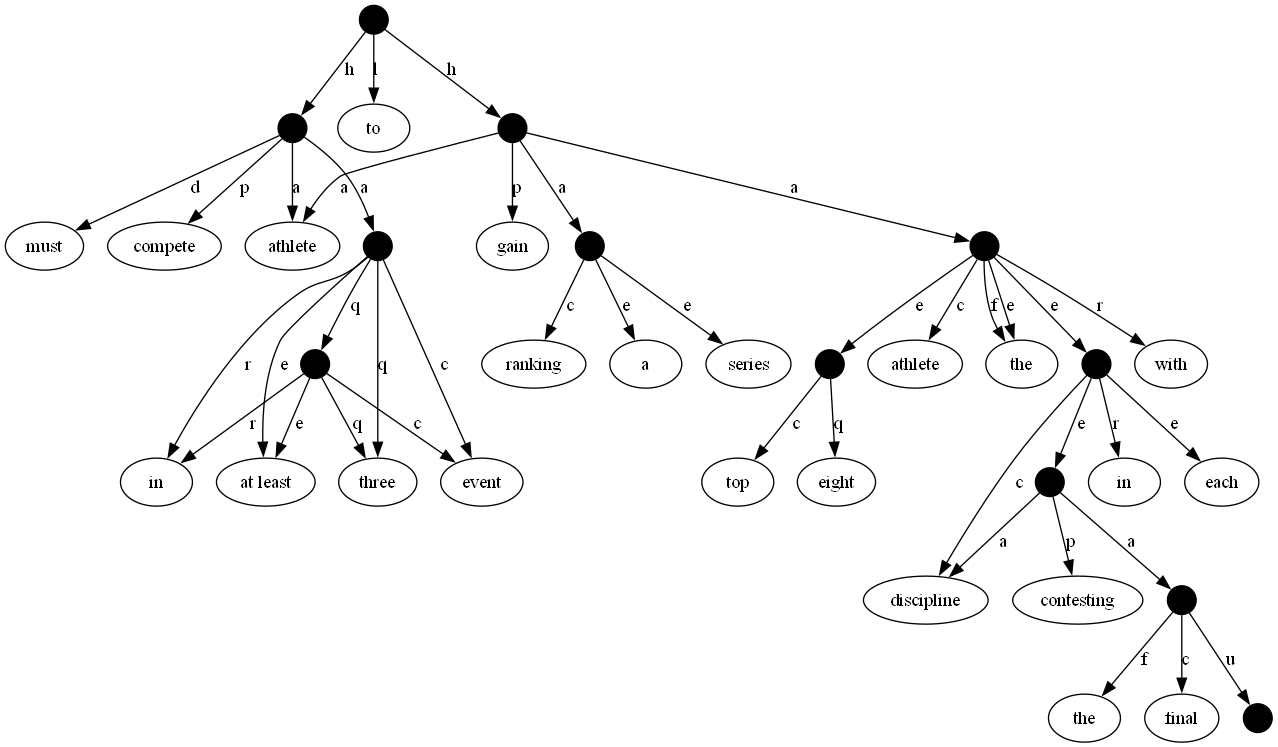 h l h
d p a a a p a a
must compete athlete to gain
q c e e e c f e e r
r e q c ranking a series athlete the with
r e q c c q c e r e
in at least three event top eight in each
a p a
discipline contesting
f c u
the final